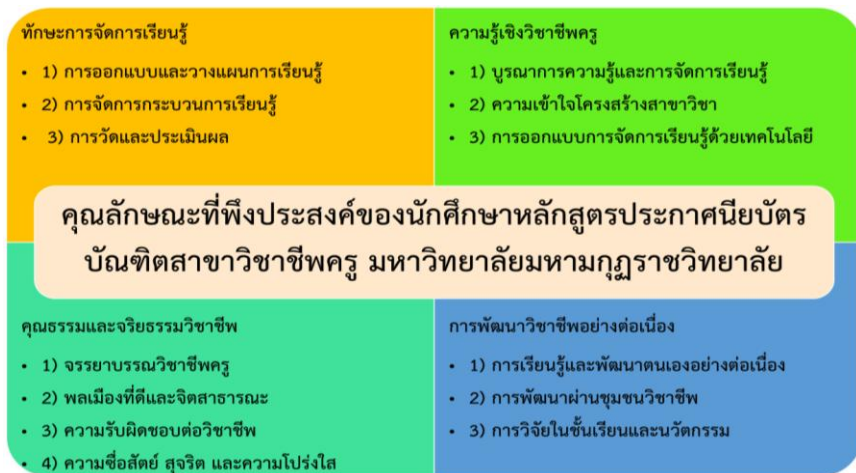 ทักษะการจัดการเรียนรู้
• 1) การออกแบบและวางแผนการเรียนรู้
• 2) การจัดการกระบวนการเรียนรู้
• 3) การวัดและประเมินผล
ความรู้เชิงวิชาชีพครู
• 1) บูรณาการความรู้และการจัดการเรียนรู้
• 2) ความเข้าใจโครงสร้างสาขาวิชา
• 3) การออกแบบการจัดการเรียนรู้ด้วยเทคโนโลยี
คุณลักษณะที่พึงประสงค์ของนักศึกษาหลักสูตรประกาศนียบัตร
บัณฑิตสาขาวิชาชีพครู มหาวิทยาลัยมหามกุฏราชวิทยาลัย
คุณธรรมและจริยธรรมวิชาชีพ
• 1) จรรยาบรรณวิชาชีพครู
• 2) พลเมืองที่ดีและจิตสาธารณะ
• 3) ความรับผิดชอบต่อวิชาชีพ
• 4) ความซื่อสัตย์ สุจริต และความโปร่งใส
การพัฒนาวิชาชีพอย่างต่อเนื่อง
• 1) การเรียนรู้และพัฒนาตนเองอย่างต่อเนื่อง
• 2) การพัฒนาผ่านชุมชนวิชาชีพ
• 3) การวิจัยในชั้นเรียนและนวัตกรรม